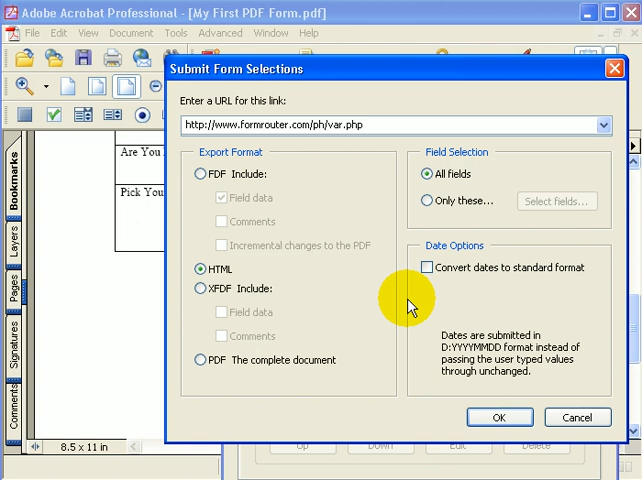 Adobe Acrobat Professional - [My First PDF Form.pdf]
File Edit View Document Tools Advanced Window Help
Submit Form Selections
Enter a URL for this link:
http://www.formrouter.com/ph/var.php
Export Format
FDF Include:
Field data
Comments
Incremental changes to the PDF
HTML
XFDF Include:
Field data
Comments
PDF The complete document
Field Selection
All fields
Only these...
Select fields...
Date Options
Convert dates to standard format
Dates are submitted in
D:YYYYMMDD format instead of
passing the user typed values
through unchanged.
OK Cancel
Bookmarks
Layers
Pages
Signatures
Comments
Are You
Pick Your
8.5 x 11 in
Up Down Edit Delete